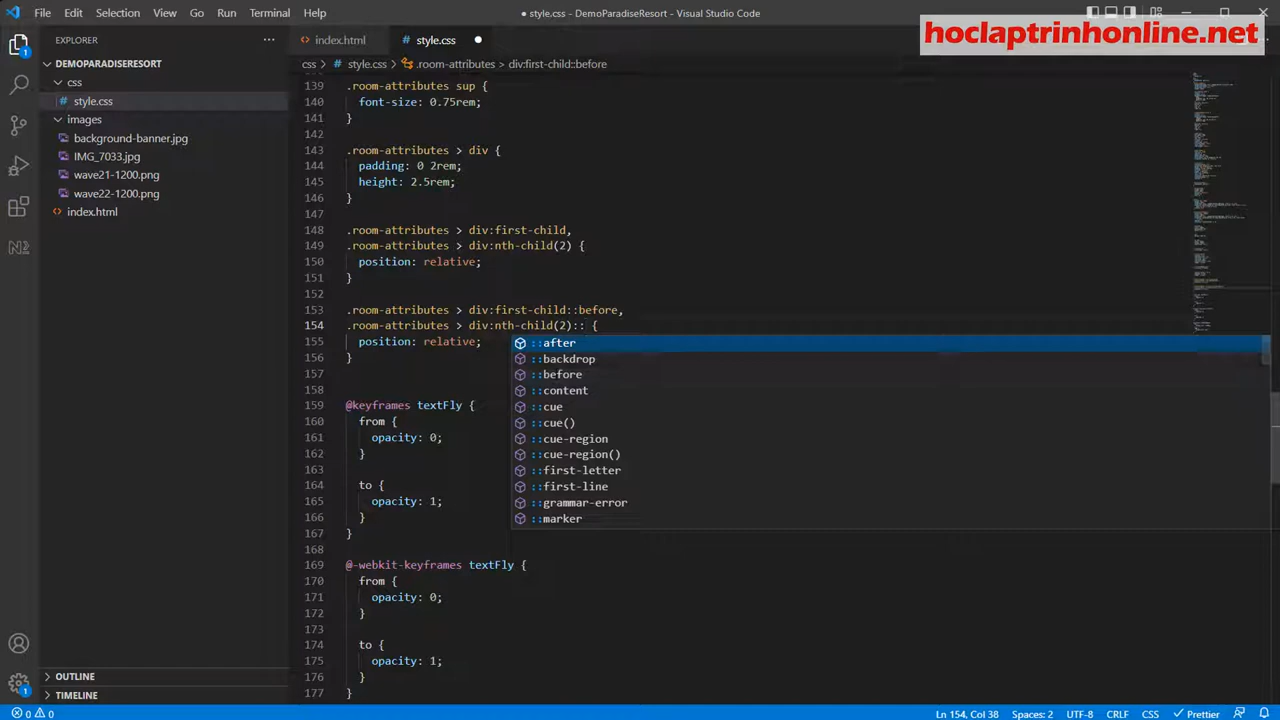 File Edit Selection View Go Run Terminal Help
● style.css - DemoParadiseResort - Visual Studio Code
hoclaptrinhonline.net
EXPLORER
index.html
style.css
DEMOPARADISERESORT
css
style.css
images
background-banner.jpg
IMG_7033.jpg
wave21-1200.png
wave22-1200.png
index.html
OUTLINE
TIMELINE
css > style.css > .room-attributes > div:first-child::before
139 .room-attributes sup {
140 font-size: 0.75rem;
141 }
142
143 .room-attributes > div {
144 padding: 0 2rem;
145 height: 2.5rem;
146 }
147
148 .room-attributes > div:first-child,
149 .room-attributes > div:nth-child(2) {
150 position: relative;
151 }
152
153 .room-attributes > div:first-child::before,
154 .room-attributes > div:nth-child(2):: {
155 position: relative;
156 }
157
158
159 @keyframes textFly {
160 from {
161 opacity: 0;
162 }
163
164 to {
165 opacity: 1;
166 }
167 }
168
169 @-webkit-keyframes textFly {
170 from {
171 opacity: 0;
172 }
173
174 to {
175 opacity: 1;
176 }
177 }
::after
::backdrop
::before
::content
::cue
::cue()
::cue-region
::cue-region()
::first-letter
::first-line
::grammar-error
::marker
0 0
Ln 154, Col 38 Spaces: 2 UTF-8 CRLF CSS Prettier